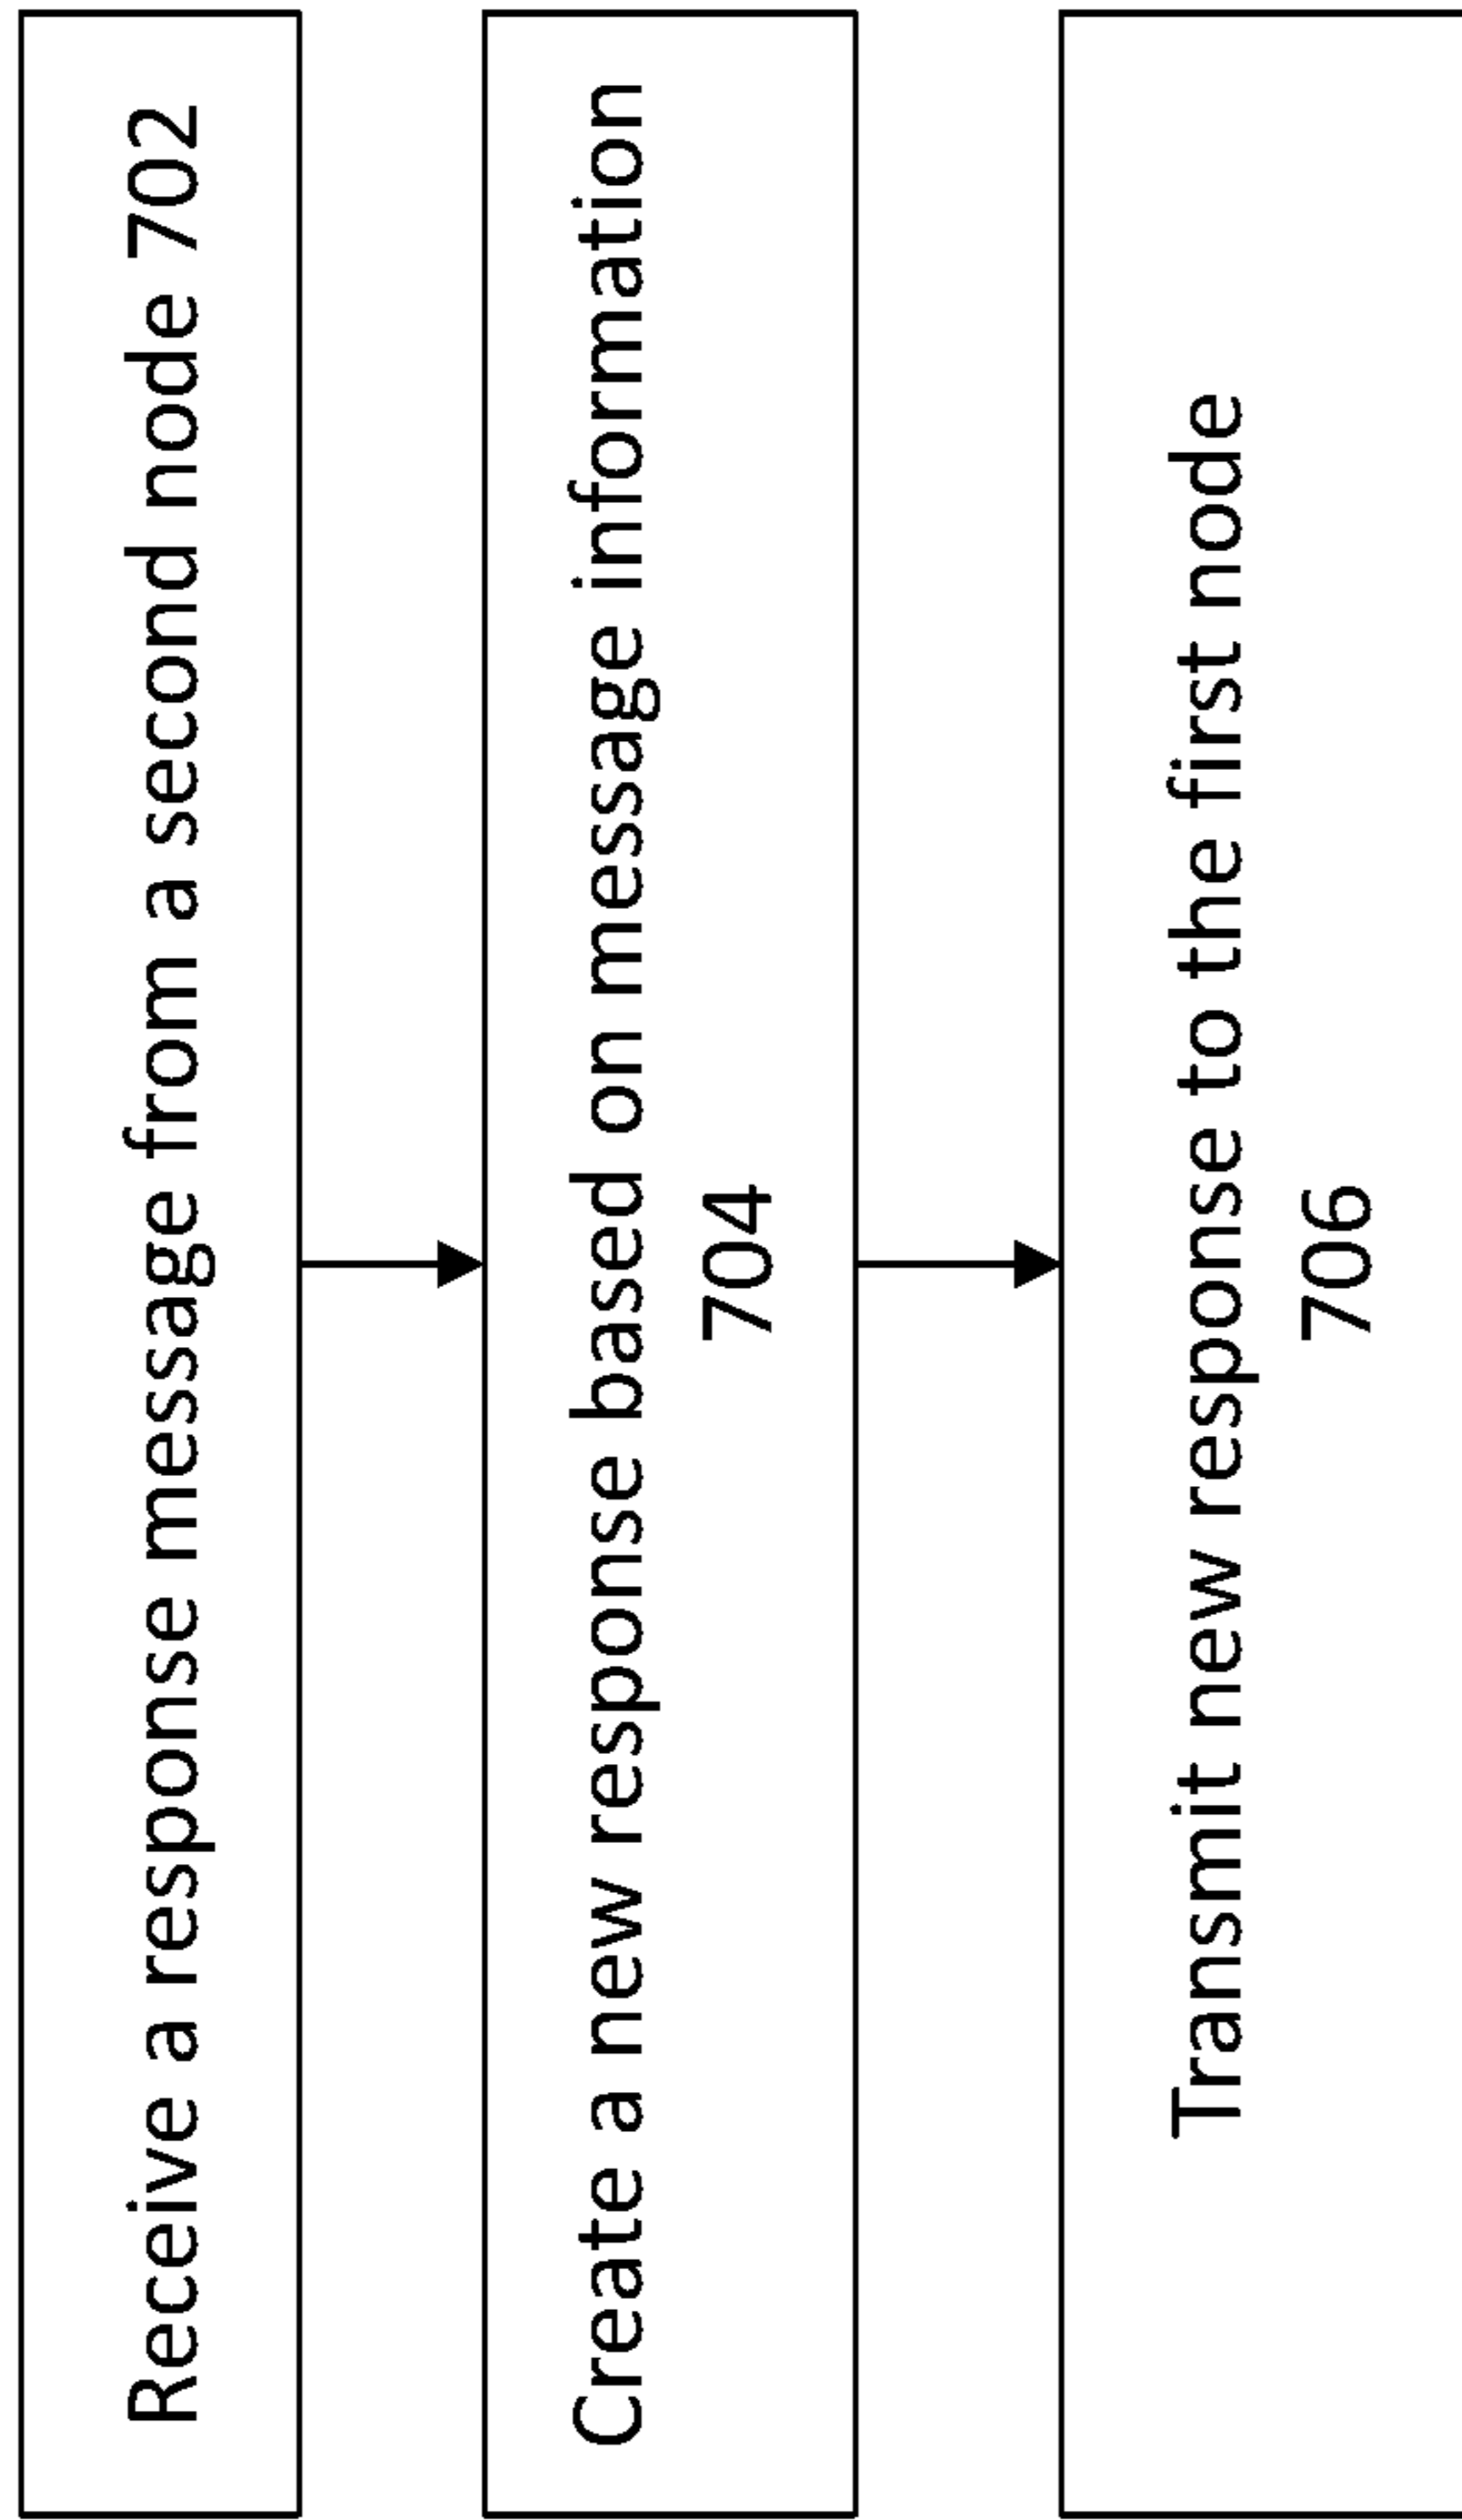 Receive a response message from a second node 702
Create a new response based on message information
704
Transmit new response to the first node
706